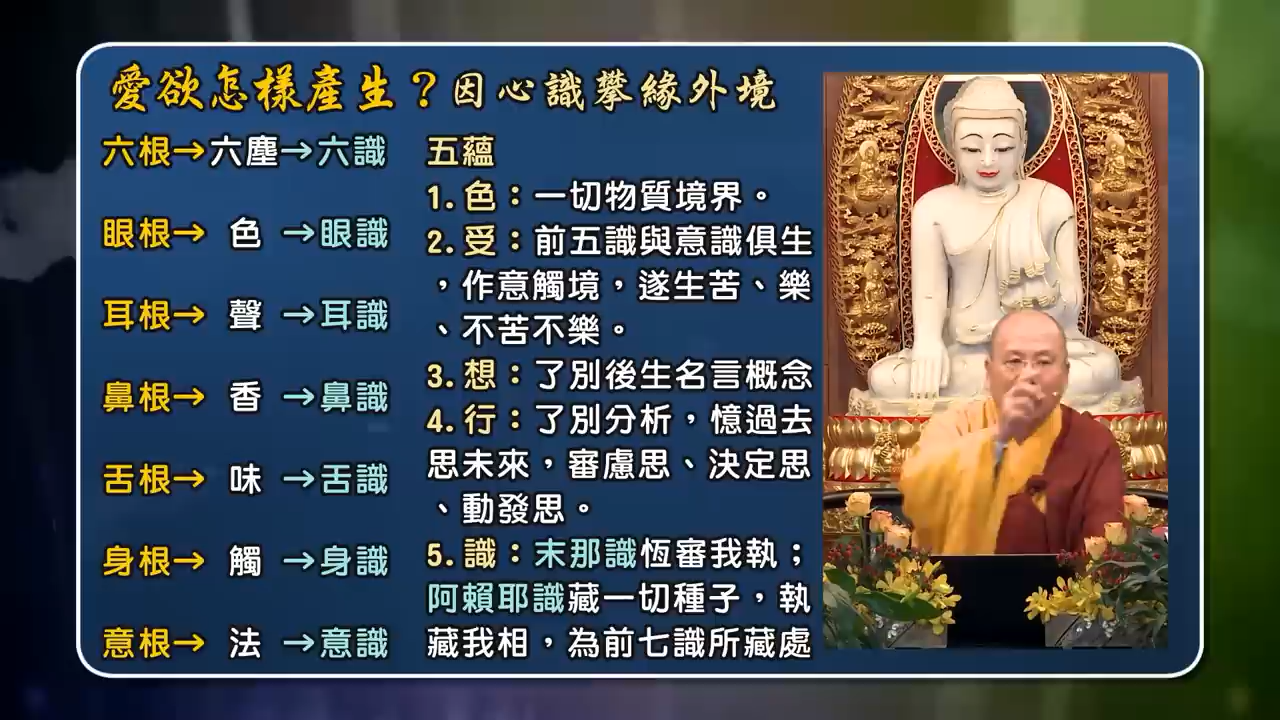 愛欲怎樣產生？因心識攀緣外境
六根→六塵→六識
眼根→ 色 →眼識
耳根→ 聲 →耳識
鼻根→ 香 →鼻識
舌根→ 味 →舌識
身根→ 觸 →身識
意根→ 法 →意識
五蘊
1.色：一切物質境界。
2.受：前五識與意識俱生
，作意觸境，遂生苦、樂
、不苦不樂。
3.想：了別後生名言概念
4.行：了別分析，憶過去
思未來，審慮思、決定思
、動發思。
5.識：末那識恆審我執；
阿賴耶識藏一切種子，執
藏我相，為前七識所藏處